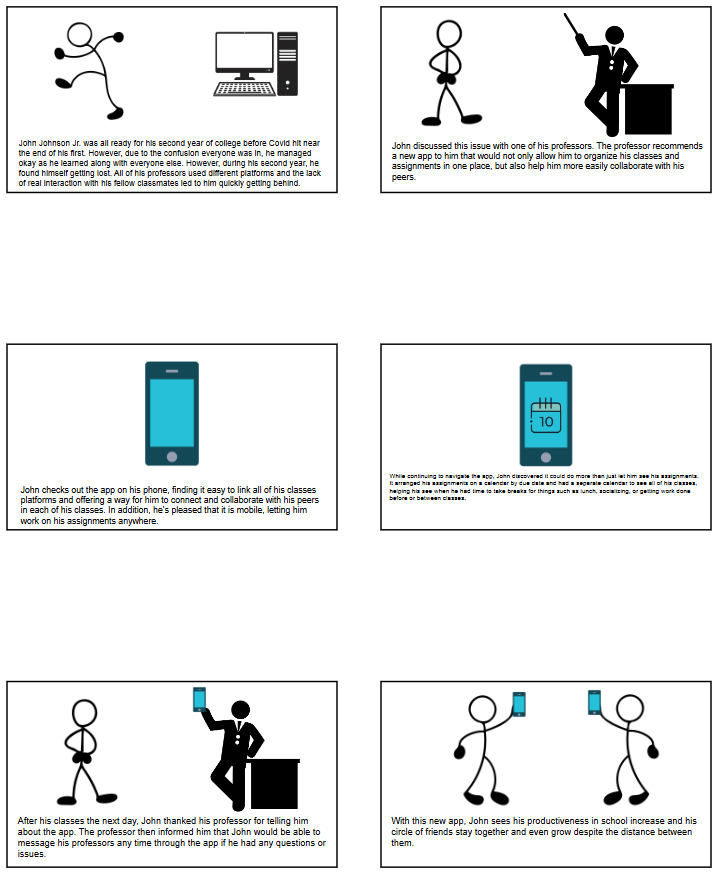 John Johnson Jr. was all ready for his second year of college before Covid hit near
the end of his first. However, due to the confusion everyone was in, he managed
okay as he learned along with everyone else. However, during his second year, he
found himself getting lost. All of his professors used different platforms and the lack
of real interaction with his fellow classmates led to him quickly getting behind.
John discussed this issue with one of his professors. The professor recommends
a new app to him that would not only allow him to organize his classes and
assignments in one place, but also help him more easily collaborate with his
peers.
John checks out the app on his phone, finding it easy to link all of his classes
platforms and offering a way for him to connect and collaborate with his peers
in each of his classes. In addition, he's pleased that it is mobile, letting him
work on his assignments anywhere.
10
While continuing to navigate the app, John discovered it could do more than just let him see his assignments.
It arranged his assignments on a calendar by due date and had a separate calendar to see all of his classes,
helping his see when he had time to take breaks for things such as lunch, socializing, or getting work done
before or between classes.
After his classes the next day, John thanked his professor for telling him
about the app. The professor then informed him that John would be able to
message his professors any time through the app if he had any questions or
issues.
With this new app, John sees his productiveness in school increase and his
circle of friends stay together and even grow despite the distance between
them.